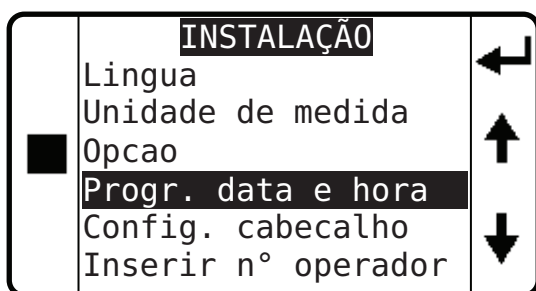 INSTALAÇÃO
Lingua
Unidade de medida
Opcao
Progr. data e hora
Config. cabecalho
Inserir n° operador